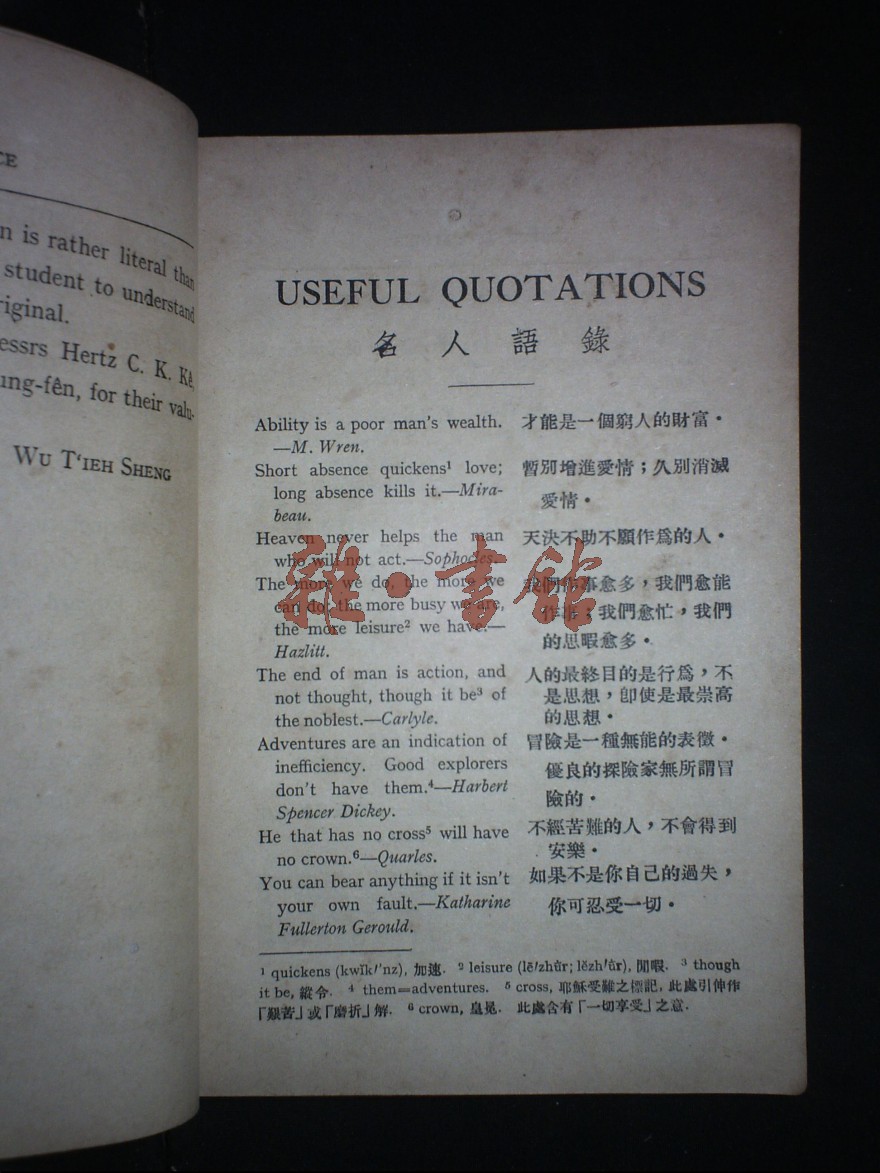 CE
n is rather literal than
student to understand
riginal.
essrs Hertz C. K. Kê,
ung-fên, for their valu-
WU T‘IEH SHENG
USEFUL QUOTATIONS
名人語錄
Ability is a poor man's wealth.
—M. Wren.
Short absence quickens¹ love;
long absence kills it.—Mira-
beau.
Heaven never helps the man
who will not act.—Sophocles.
The more we do, the more we
can do; the more busy we are,
the more leisure² we have.—
Hazlitt.
The end of man is action, and
not thought, though it be³ of
the noblest.—Carlyle.
Adventures are an indication of
inefficiency. Good explorers
don't have them.⁴—Harbert
Spencer Dickey.
He that has no cross⁵ will have
no crown.⁶—Quarles.
You can bear anything if it isn't
your own fault.—Katharine
Fullerton Gerould.
才能是一個窮人的財富。
暫別增進愛情；久別消滅
愛情。
天決不助不願作爲的人。
我們作事愈多，我們愈能
作事；我們愈忙，我們
的思暇愈多。
人的最終目的是行爲，不
是思想，卽使是最崇高
的思想。
冒險是一種無能的表徵。
優良的探險家無所謂冒
險的。
不經苦難的人，不會得到
安樂。
如果不是你自己的過失，
你可忍受一切。
¹ quickens (kwĭk′'nz), 加速. ² leisure (lē′zhûr; lĕzh′ûr), 閒暇. ³ though
it be, 縱令. ⁴ them=adventures. ⁵ cross, 耶穌受難之標記, 此處引伸作
「艱苦」或「磨折」解. ⁶ crown, 皇冕. 此處含有「一切享受」之意.
雜·書館